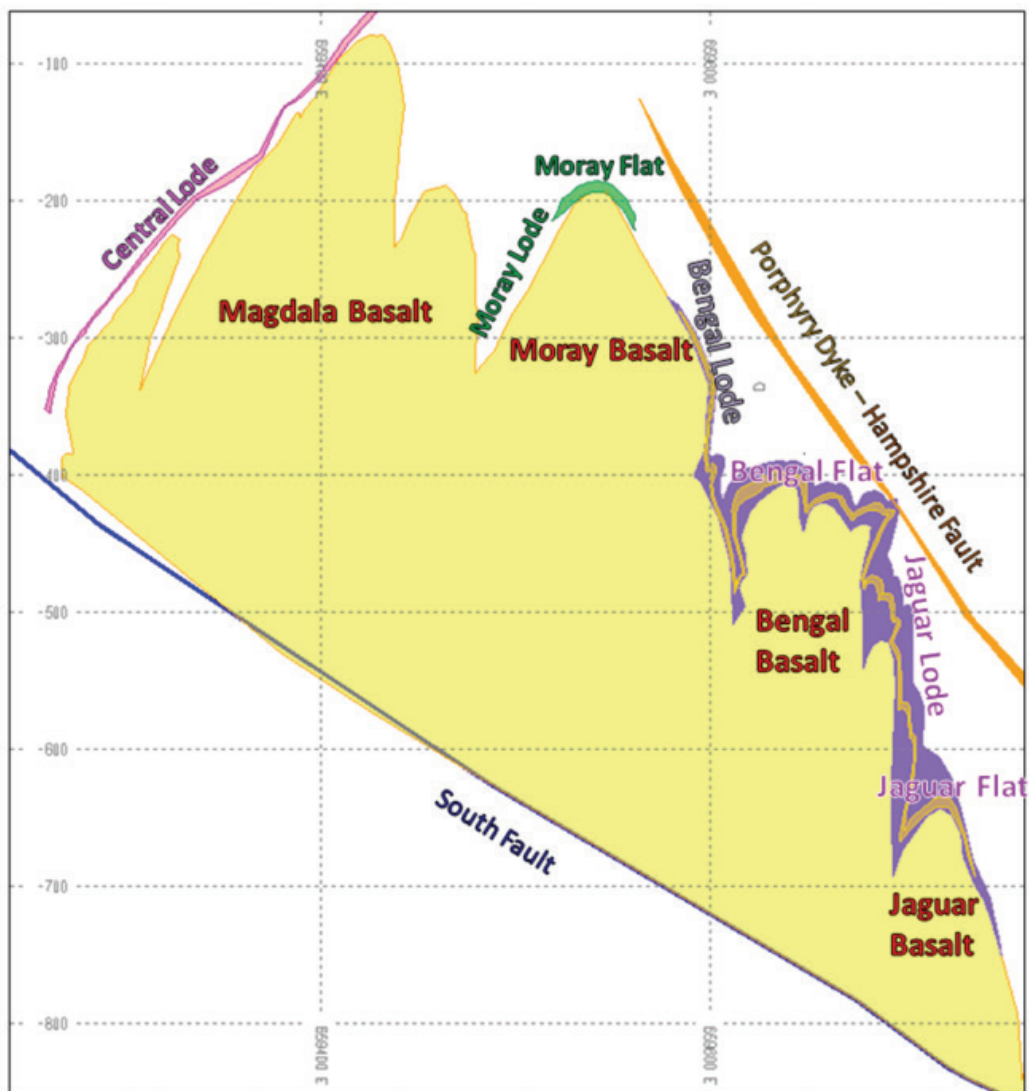 -100
Central Lode
-200
Moray Flat
Moray Lode
Magdala Basalt
-300
Moray Basalt
Bengal Lode
Porphyry Dyke – Hampshire Fault
-400
Bengal Flat
-500
Bengal
Basalt
Jaguar Lode
-600
Jaguar Flat
South Fault
-700
Jaguar
Basalt
-800